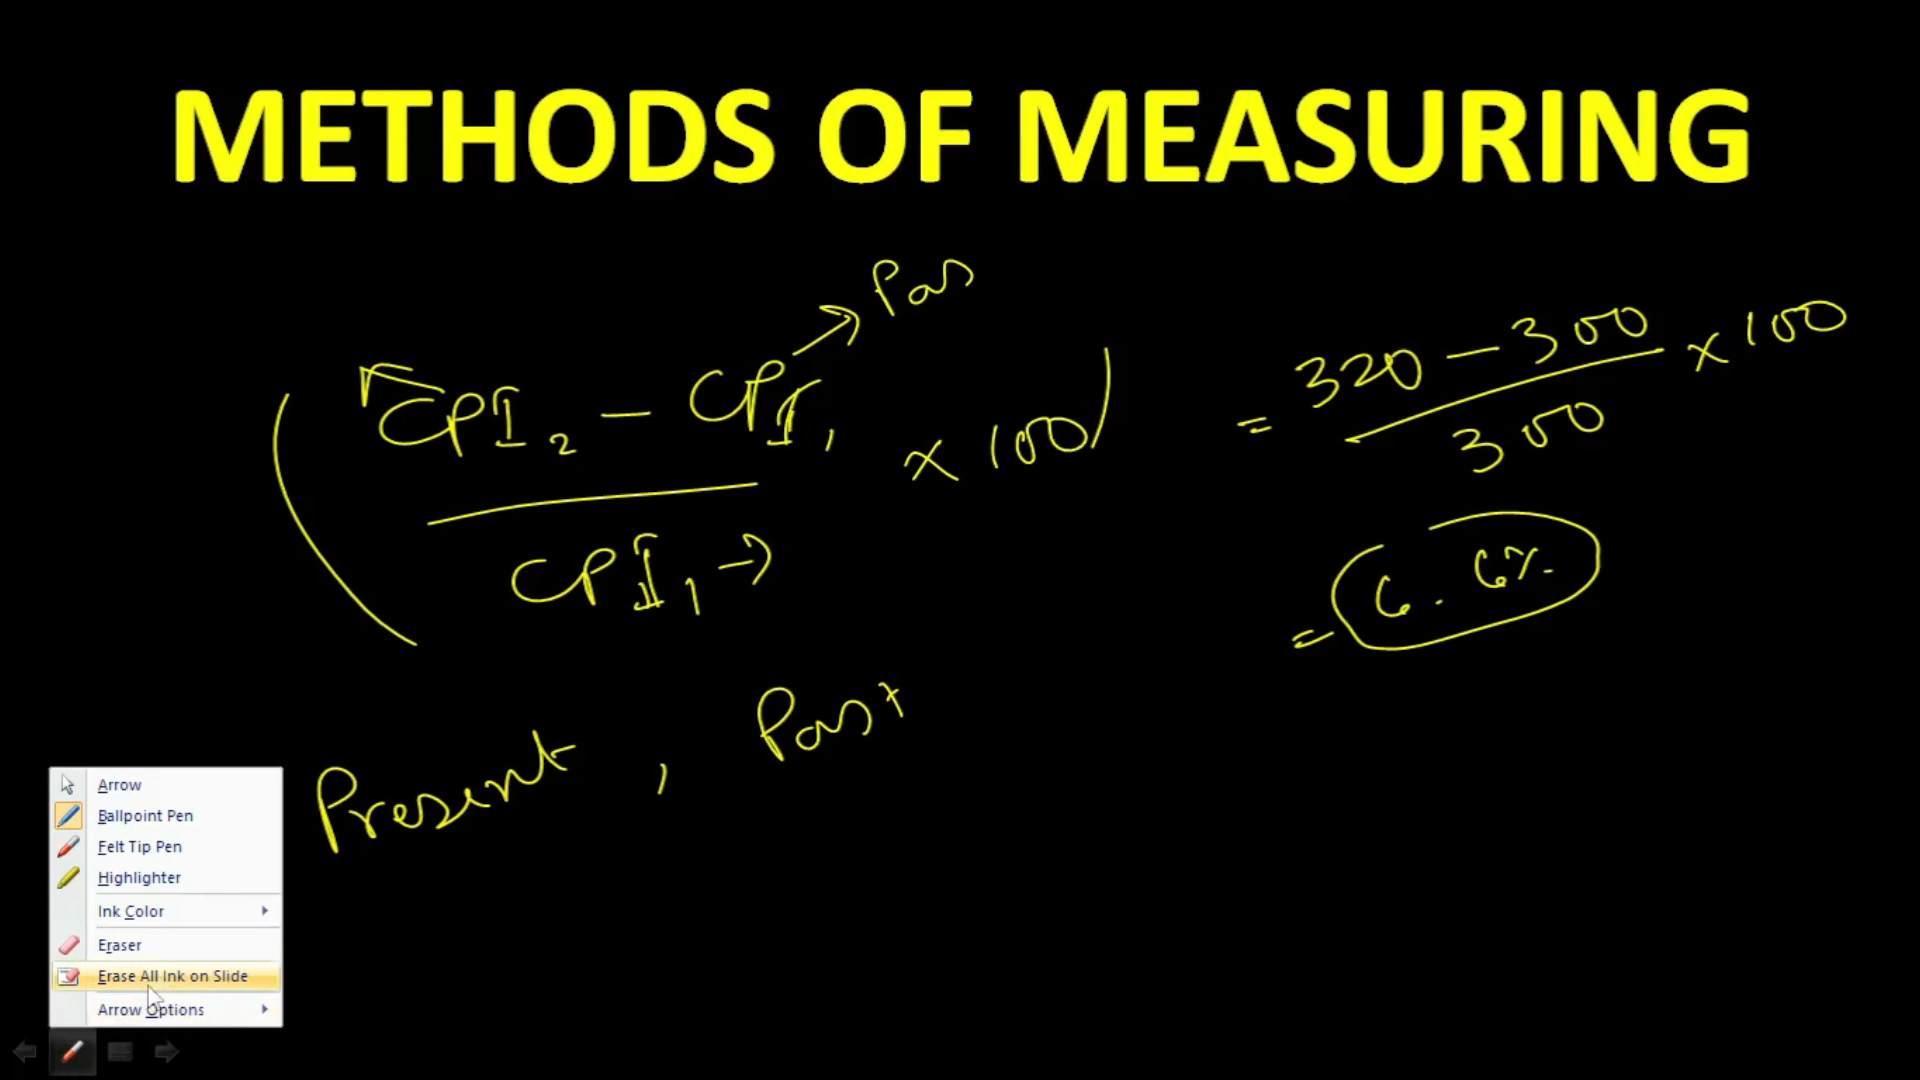 METHODS OF MEASURING
Pas
CPI₂ – CPI₁ × 100
CPI₁ →
= 320 – 300 × 100
300
= 6.6%
Present , Past
Arrow
Ballpoint Pen
Felt Tip Pen
Highlighter
Ink Color
Eraser
Erase All Ink on Slide
Arrow Options